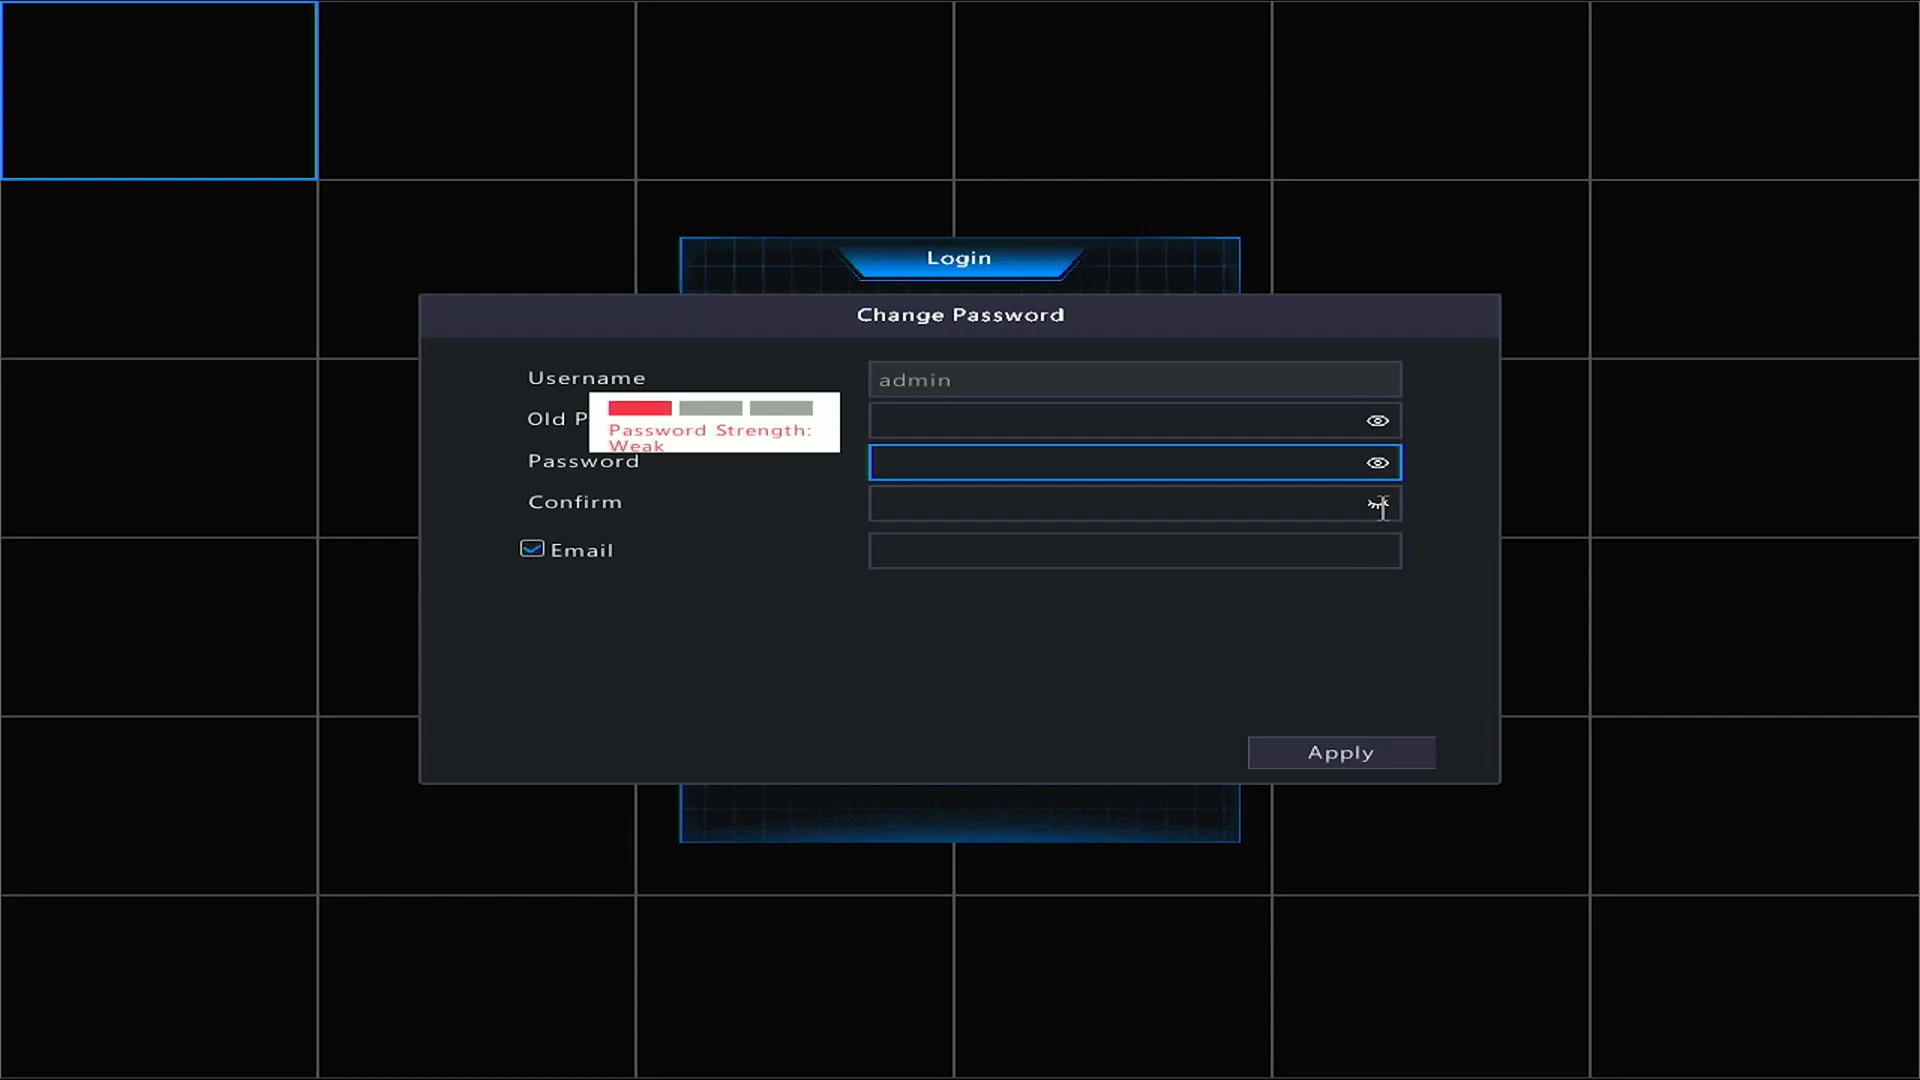 Login
Change Password
Username
admin
Old P
Password Strength:
Weak
Password
Confirm
Email
Apply